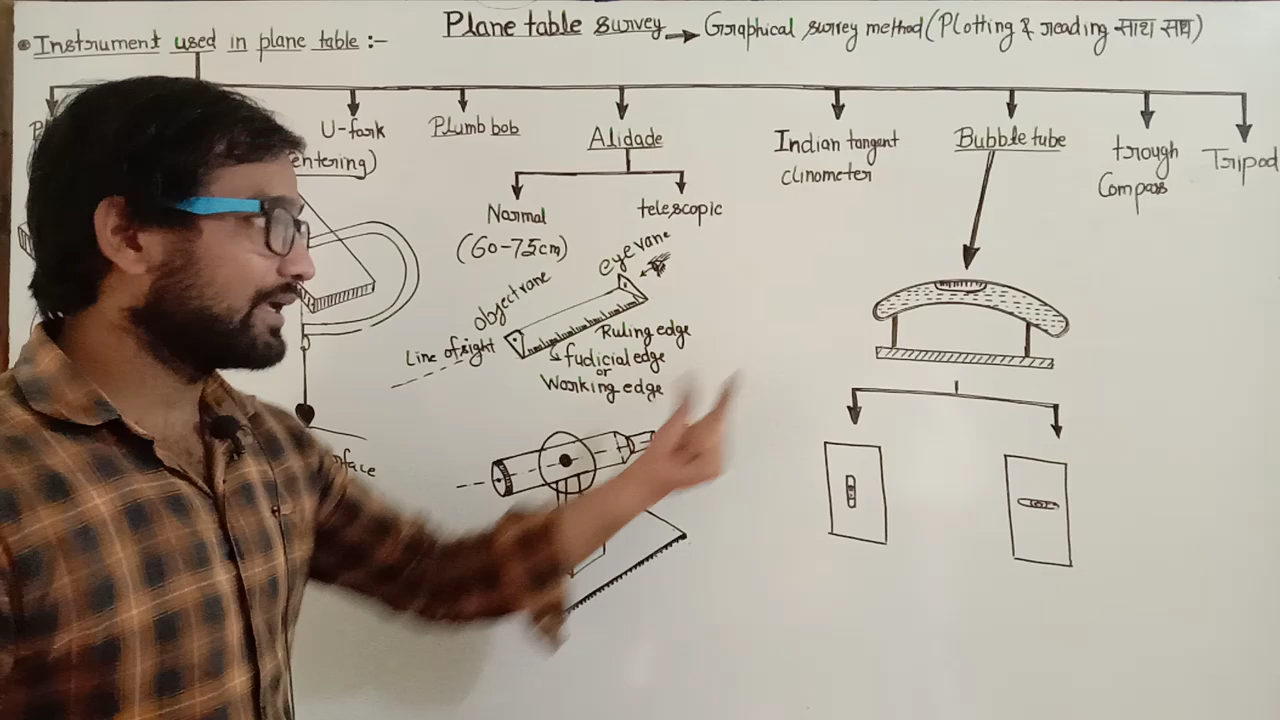 Plane table survey → Graphical survey method (Plotting & reading साथ साथ)
Instrument used in plane table :-
U-fork
entering)
Plumb bob
Alidade
Indian tangent
clinometer
Bubble tube
trough
Compass
Tripod
Normal
(60-75cm)
telescopic
eye vane
object vane
Line of sight
Ruling edge
fudicial edge
or
Working edge